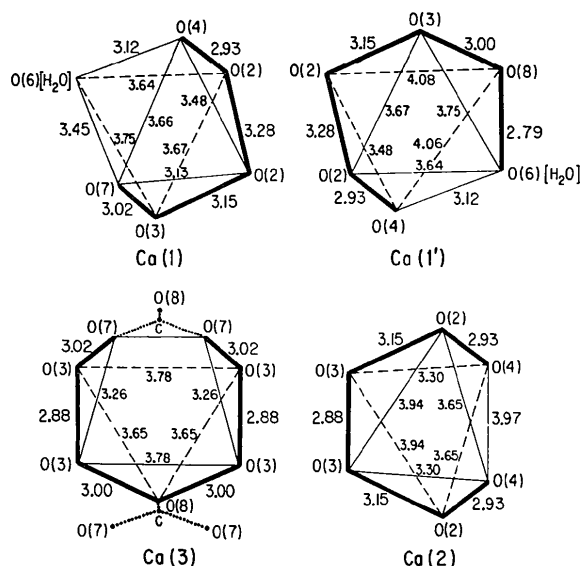 O(4)
3.12
2.93
O(6)[H₂O]
O(2)
3.64
3.48
3.45
3.66
3.75
3.28
3.67
3.13
O(2)
O(7)
3.02
3.15
O(3)
Ca(1)
O(3)
3.15
3.00
O(2)
O(8)
4.08
3.67
3.75
2.79
3.28
4.06
3.48
3.64
O(2)
O(6)[H₂O]
2.93
3.12
O(4)
Ca(1')
O(8)
C
O(7)
O(7)
3.02
3.02
O(3)
O(3)
3.78
3.26
3.26
2.88
2.88
3.65
3.65
3.78
O(3)
O(3)
3.00
3.00
O(8)
C
O(7)
O(7)
Ca(3)
O(2)
3.15
2.93
O(3)
O(4)
3.30
3.94
3.65
2.88
3.97
3.94
3.65
3.30
O(3)
O(4)
3.15
2.93
O(2)
Ca(2)